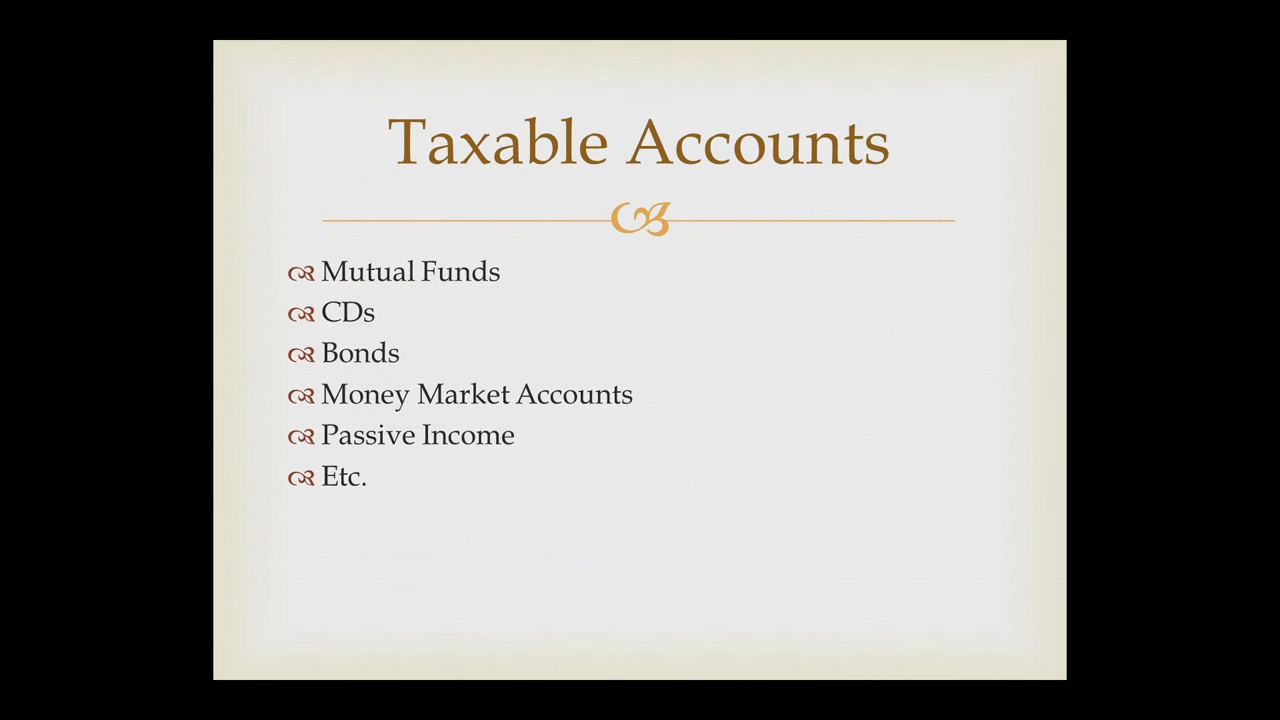 Taxable Accounts
Mutual Funds
CDs
Bonds
Money Market Accounts
Passive Income
Etc.